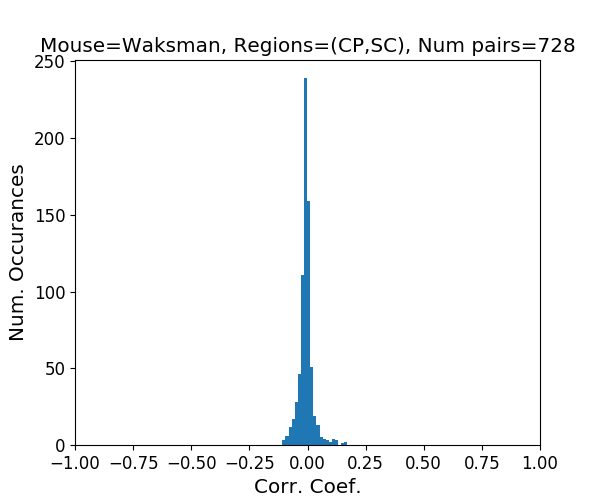 Mouse=Waksman, Regions=(CP,SC), Num pairs=728
250
200
150
100
50
0
Num. Occurances
−1.00 −0.75 −0.50 −0.25 0.00 0.25 0.50 0.75 1.00
Corr. Coef.